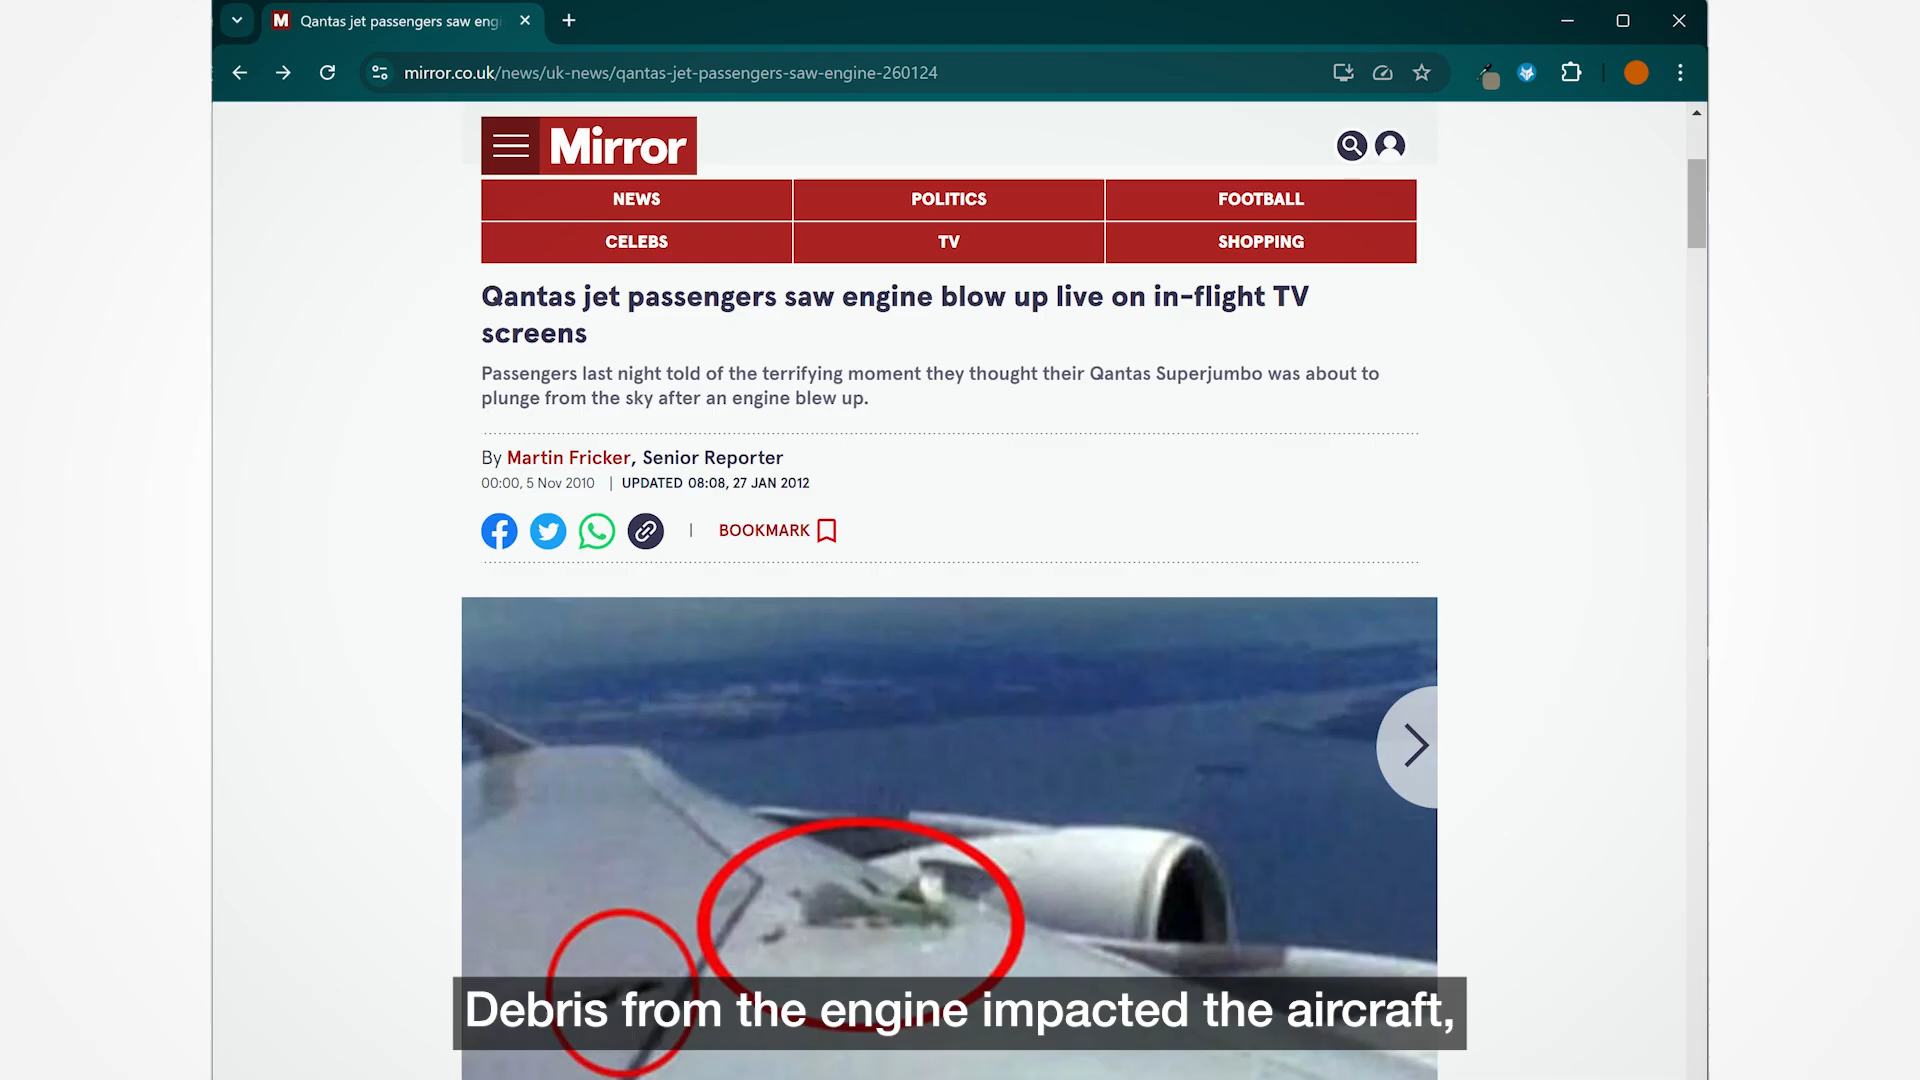 M Qantas jet passengers saw engi
mirror.co.uk/news/uk-news/qantas-jet-passengers-saw-engine-260124
Mirror
NEWS POLITICS FOOTBALL
CELEBS TV SHOPPING
Qantas jet passengers saw engine blow up live on in-flight TV
screens
Passengers last night told of the terrifying moment they thought their Qantas Superjumbo was about to
plunge from the sky after an engine blew up.
By Martin Fricker, Senior Reporter
00:00, 5 Nov 2010 | UPDATED 08:08, 27 JAN 2012
| BOOKMARK
Debris from the engine impacted the aircraft,